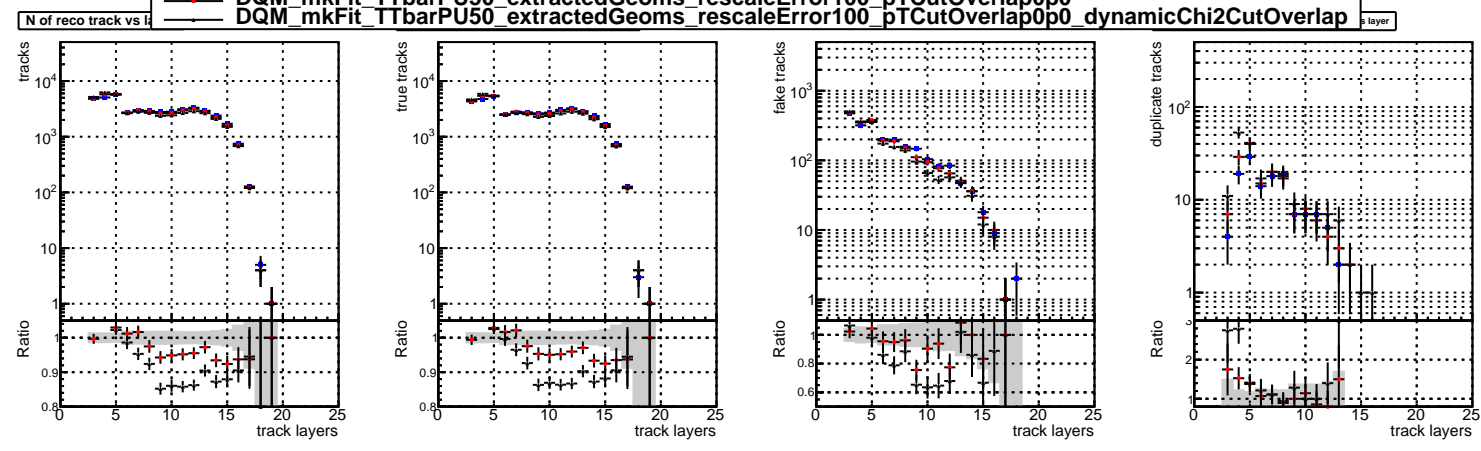 DQM_mkFit_TTbarPU50_extractedGeoms_rescaleError100_pTCutOverlap0p0
DQM_mkFit_TTbarPU50_extractedGeoms_rescaleError100_pTCutOverlap0p0_dynamicChi2CutOverlap
N of reco track vs la
s layer
tracks
10⁴
10³
10²
10
1
Ratio
1
0.9
0.8
0 5 10 15 20 25
track layers
true tracks
10⁴
10³
10²
10
1
Ratio
1
0.9
0.8
0 5 10 15 20 25
track layers
fake tracks
10³
10²
10
1
Ratio
1
0.8
0.6
0 5 10 15 20 25
track layers
duplicate tracks
10²
10
1
Ratio
3
2
1
0 5 10 15 20 25
track layers